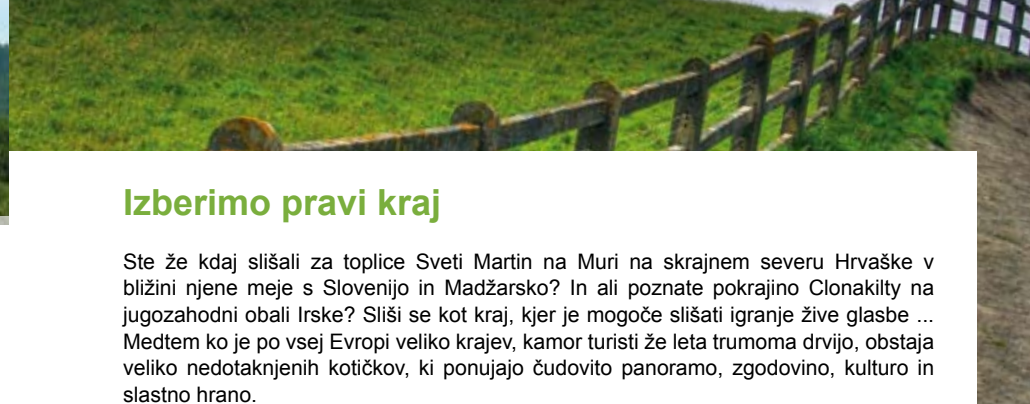 Izberimo pravi kraj
Ste že kdaj slišali za toplice Sveti Martin na Muri na skrajnem severu Hrvaške v
bližini njene meje s Slovenijo in Madžarsko? In ali poznate pokrajino Clonakilty na
jugozahodni obali Irske? Sliši se kot kraj, kjer je mogoče slišati igranje žive glasbe ...
Medtem ko je po vsej Evropi veliko krajev, kamor turisti že leta trumoma drvijo, obstaja
veliko nedotaknjenih kotičkov, ki ponujajo čudovito panoramo, zgodovino, kulturo in
slastno hrano.